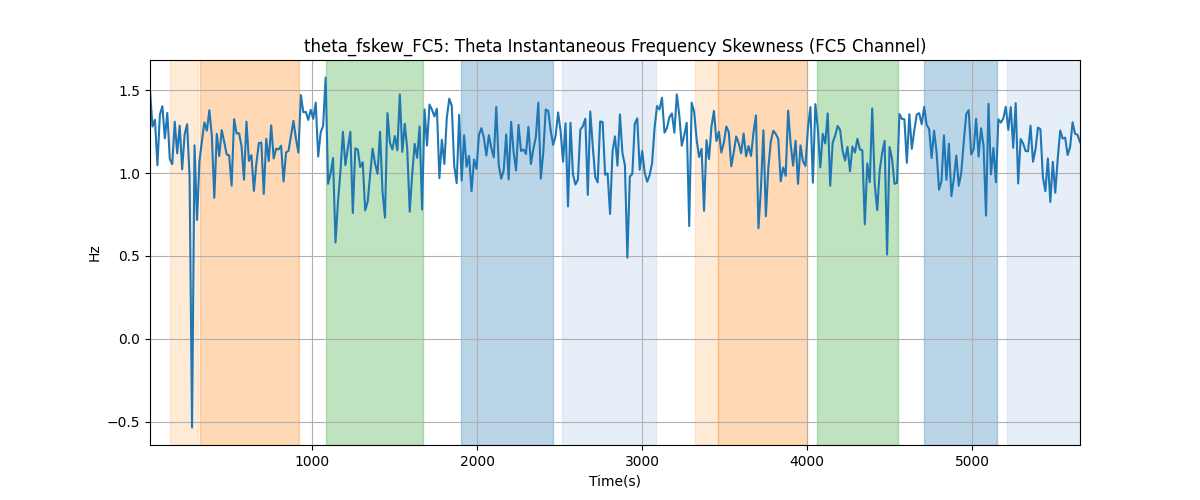 theta_fskew_FC5: Theta Instantaneous Frequency Skewness (FC5 Channel)
1.5
1.0
0.5
0.0
−0.5
Hz
1000 2000 3000 4000 5000
Time(s)